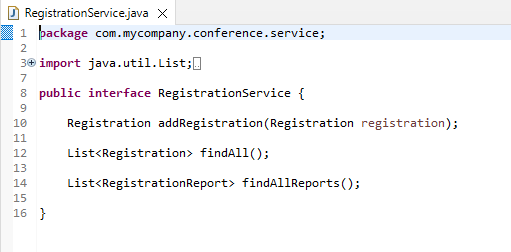 RegistrationService.java
1 package com.mycompany.conference.service;
2
3 import java.util.List;
7
8 public interface RegistrationService {
9
10 Registration addRegistration(Registration registration);
11
12 List<Registration> findAll();
13
14 List<RegistrationReport> findAllReports();
15
16 }